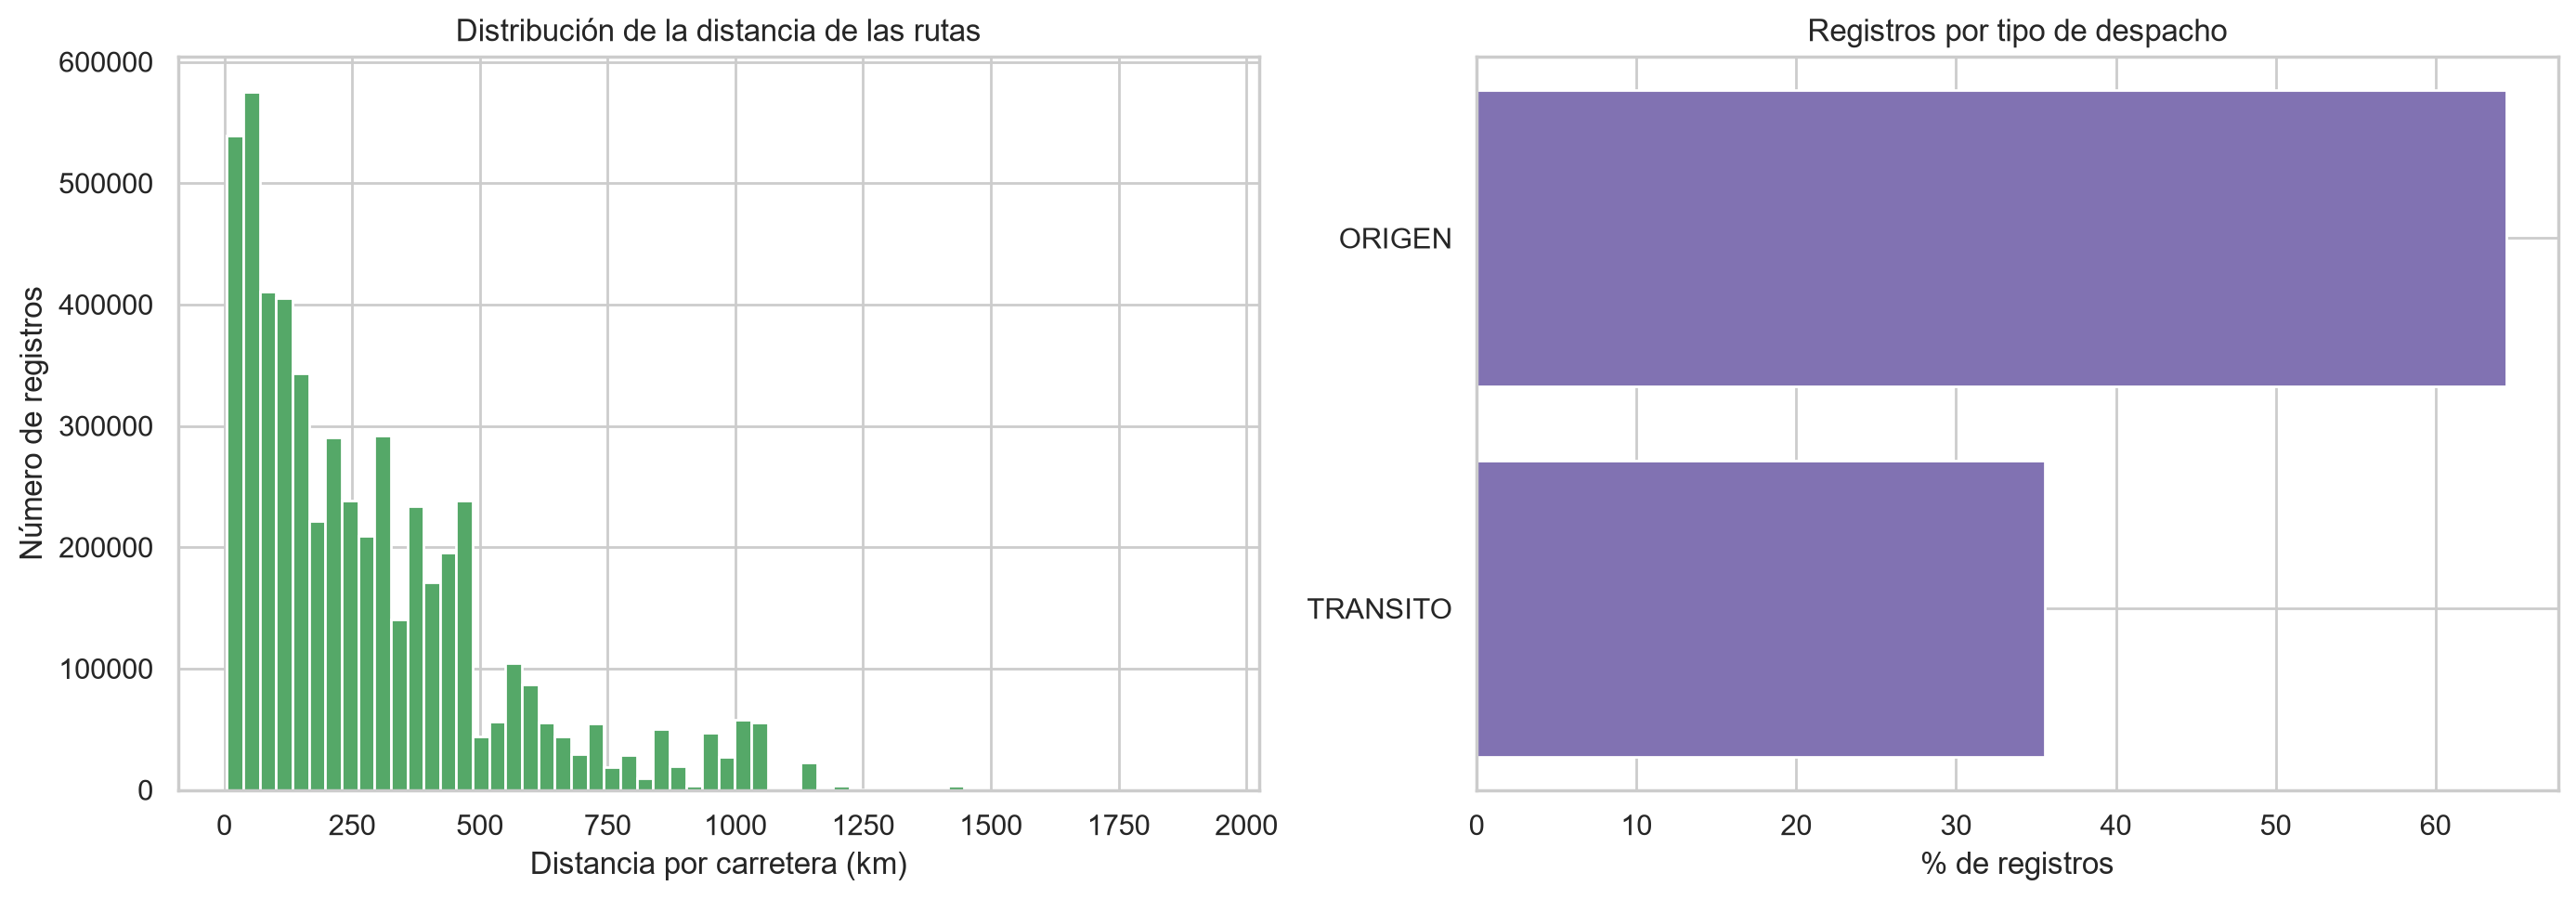 Distribución de la distancia de las rutas
600000
500000
400000
300000
200000
100000
0
Número de registros
0 250 500 750 1000 1250 1500 1750 2000
Distancia por carretera (km)
Registros por tipo de despacho
ORIGEN
TRANSITO
0 10 20 30 40 50 60
% de registros